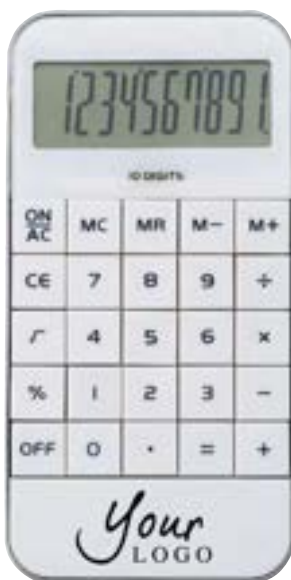 1234567891.
10 DIGITS
ON
AC MC MR M− M+
CE 7 8 9 ÷
√ 4 5 6 ×
% 1 2 3 −
OFF 0 · = +
Your
LOGO